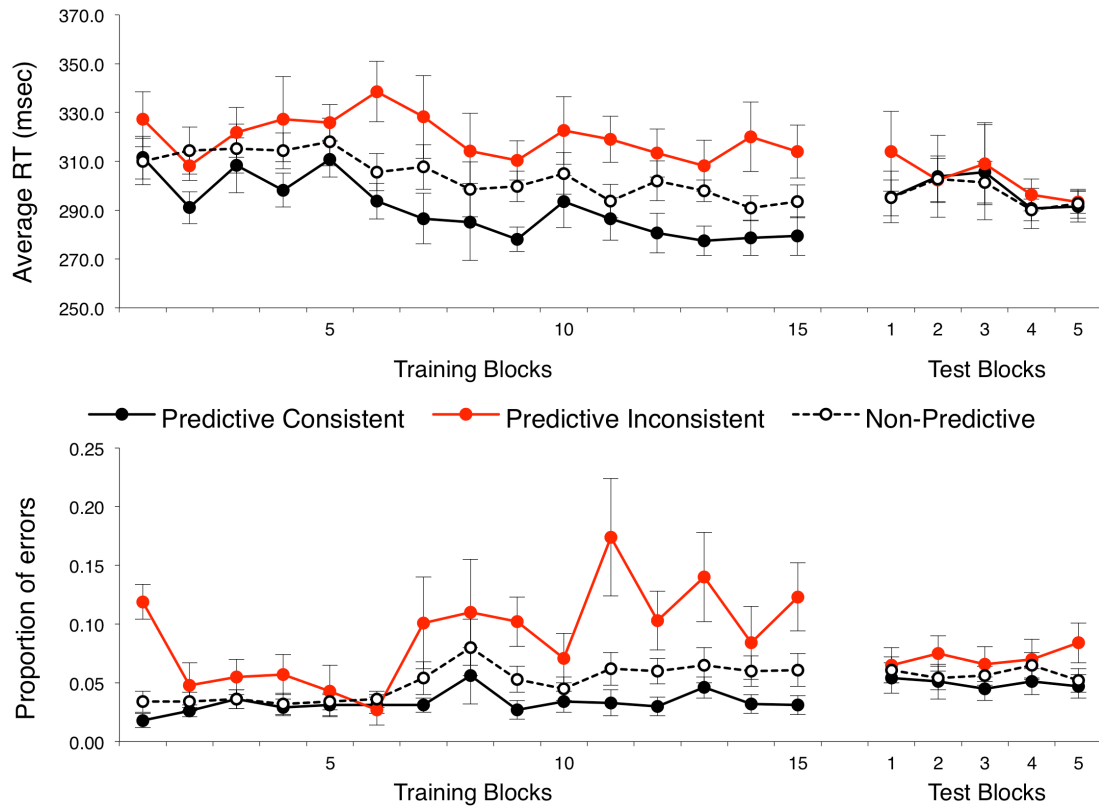 Average RT (msec)
370.0
350.0
330.0
310.0
290.0
270.0
250.0
5 10 15 1 2 3 4 5
Training Blocks Test Blocks
Predictive Consistent Predictive Inconsistent Non-Predictive
Proportion of errors
0.25
0.20
0.15
0.10
0.05
0.00
5 10 15 1 2 3 4 5
Training Blocks Test Blocks